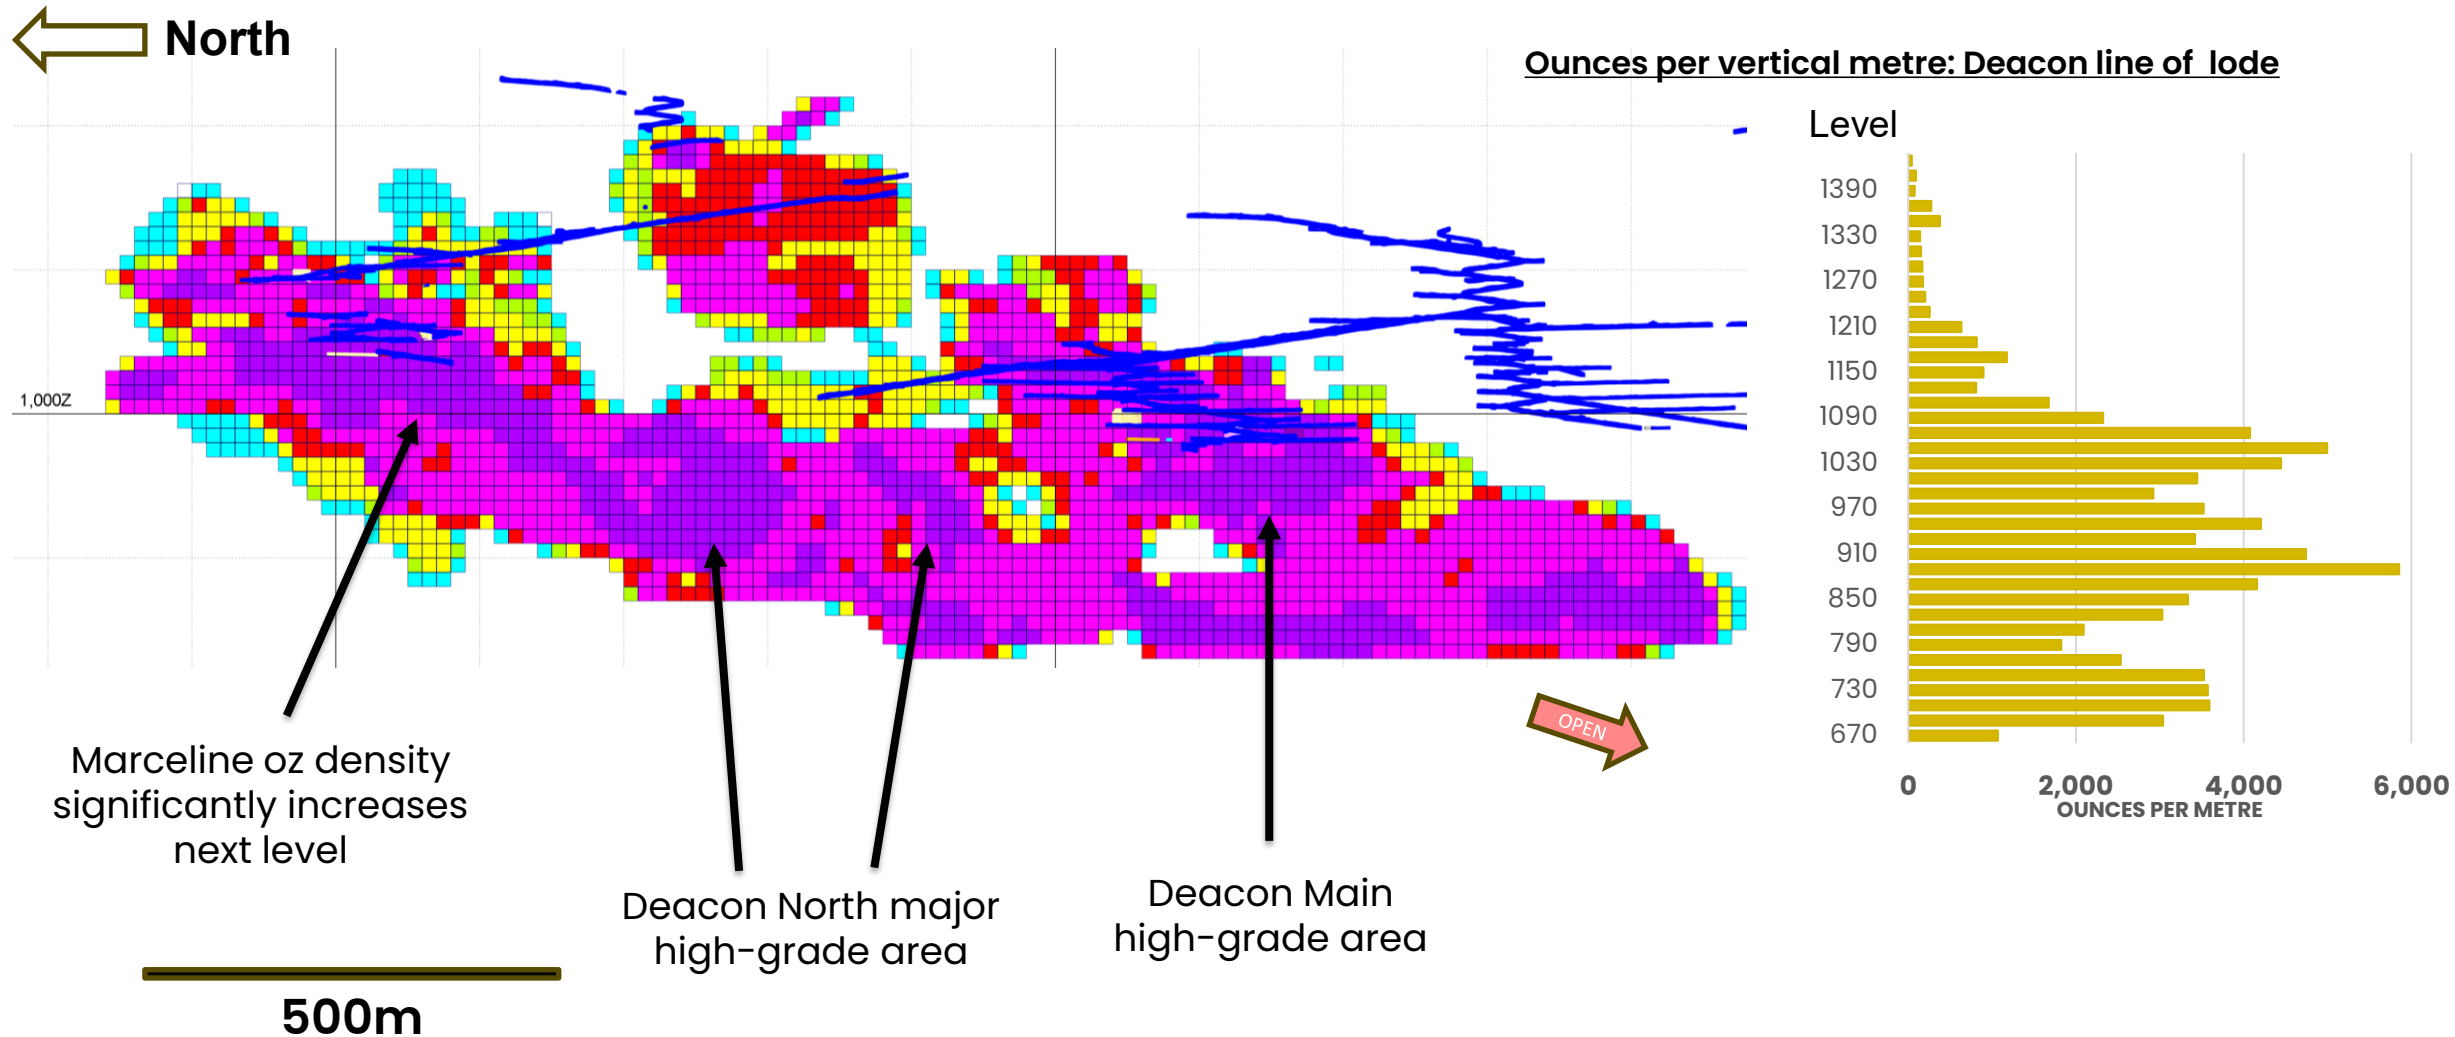 North
Ounces per vertical metre: Deacon line of lode
Level
1390
1330
1270
1210
1150
1090
1030
970
910
850
790
730
670
0 2,000 4,000 6,000
OUNCES PER METRE
1,000Z
OPEN
Marceline oz density
significantly increases
next level
Deacon North major
high-grade area
Deacon Main
high-grade area
500m